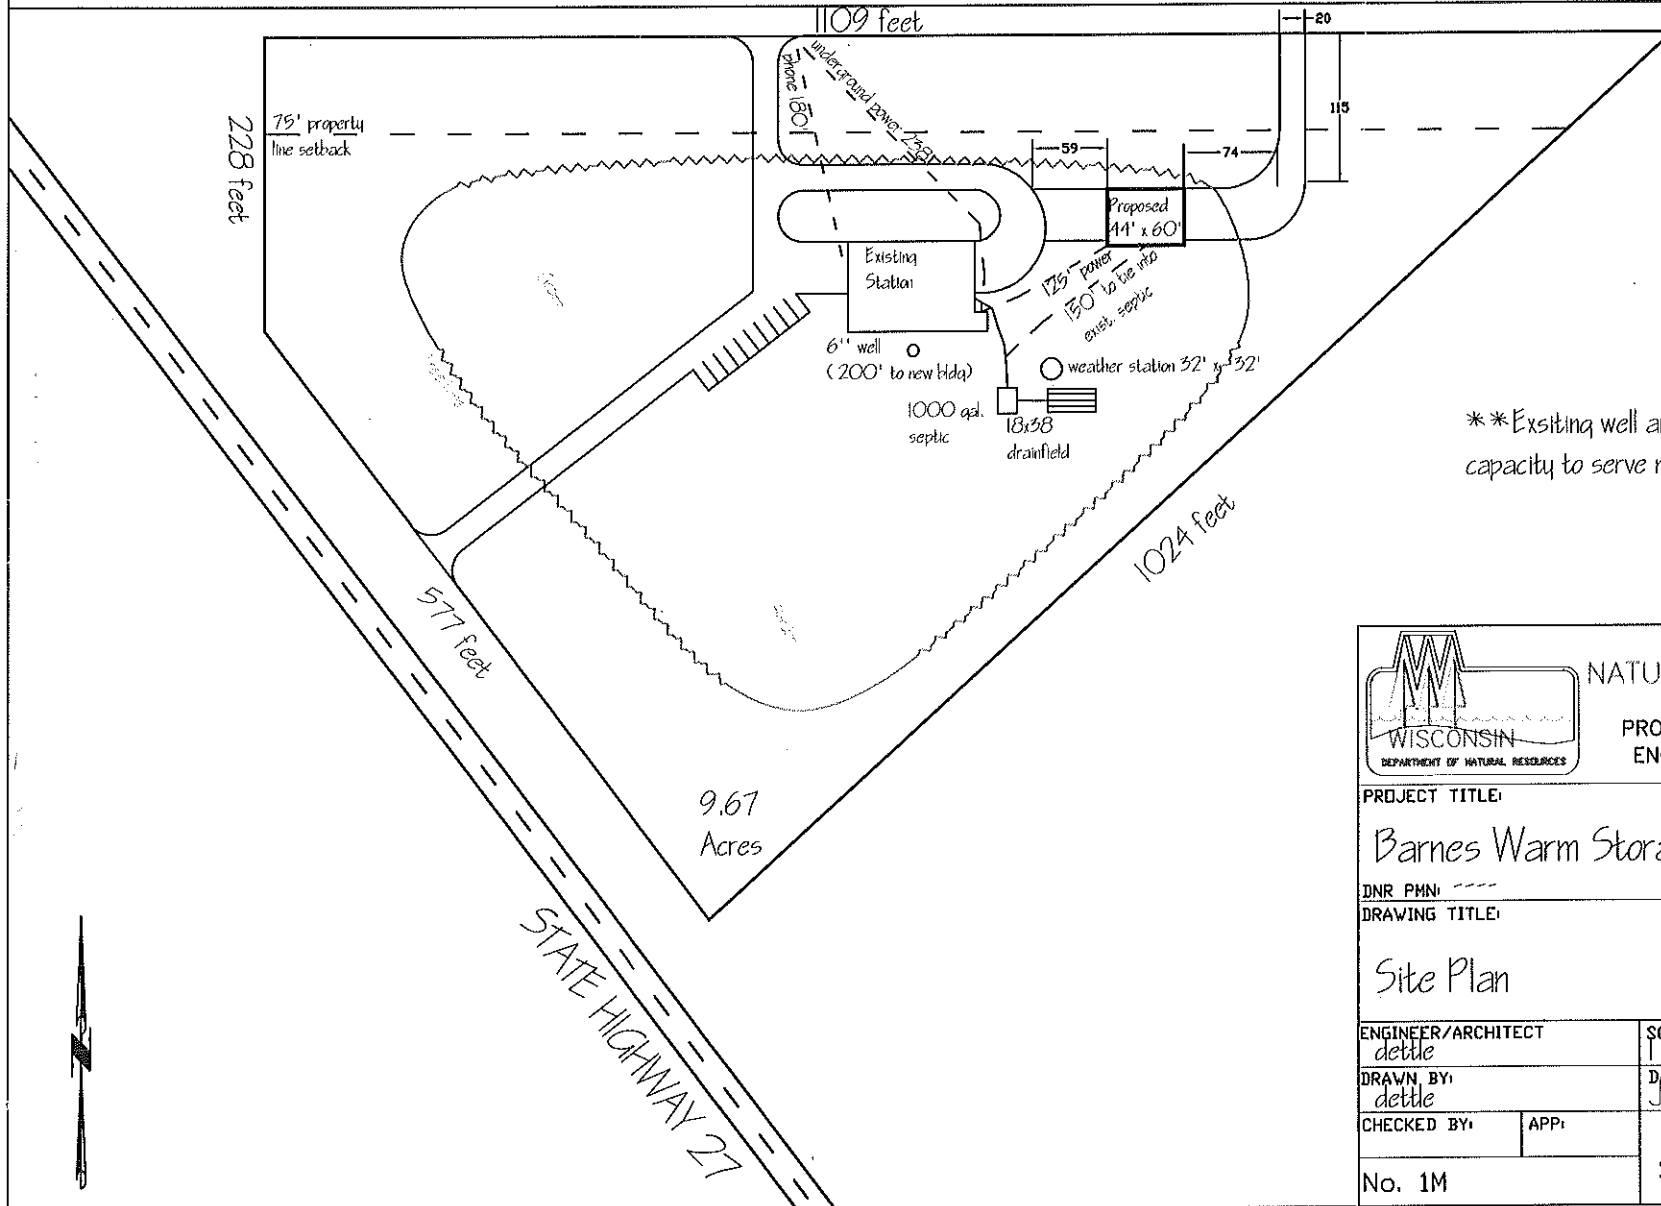 1109 feet
20
115
228 feet
75' property
line setback
phone 180'
underground power 238'
59
74
Proposed
44' x 60'
Existing
Station
125' power
150' to tie into
exist. septic
6'' well
(200' to new bldg)
weather station 32' x 32'
1000 gal.
septic
18x38
drainfield
**Exsiting well
capacity to serve
1024 feet
577 feet
9.67
Acres
STATE HIGHWAY 27
WISCONSIN
DEPARTMENT OF NATURAL RESOURCES
PROJECT TITLE:
Barnes Warm
DNR PMN: ----
DRAWING TITLE:
Site Plan
ENGINEER/ARCHITECT
dettle
DRAWN BY:
dettle
CHECKED BY:
APP:
No. 1M
N